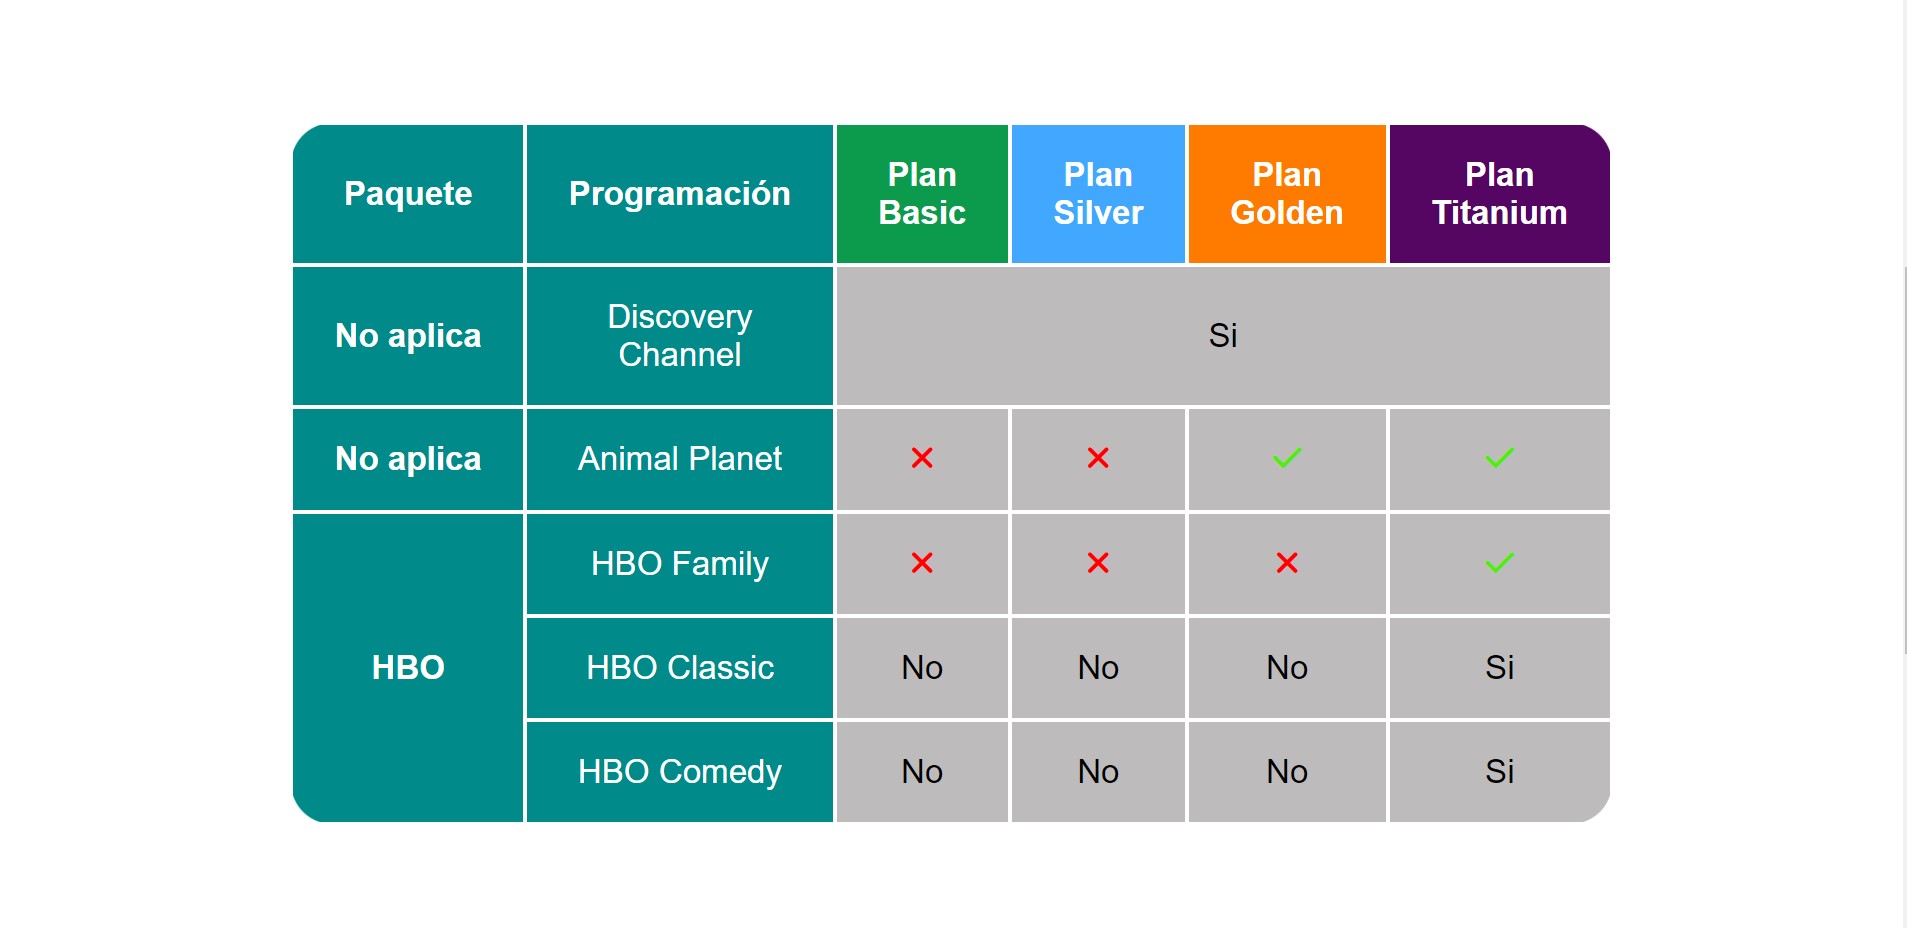 Paquete
Programación
Plan
Basic
Plan
Silver
Plan
Golden
Plan
Titanium
No aplica
Discovery
Channel
Si
No aplica
Animal Planet
HBO
HBO Family
HBO Classic
No
No
No
Si
HBO Comedy
No
No
No
Si